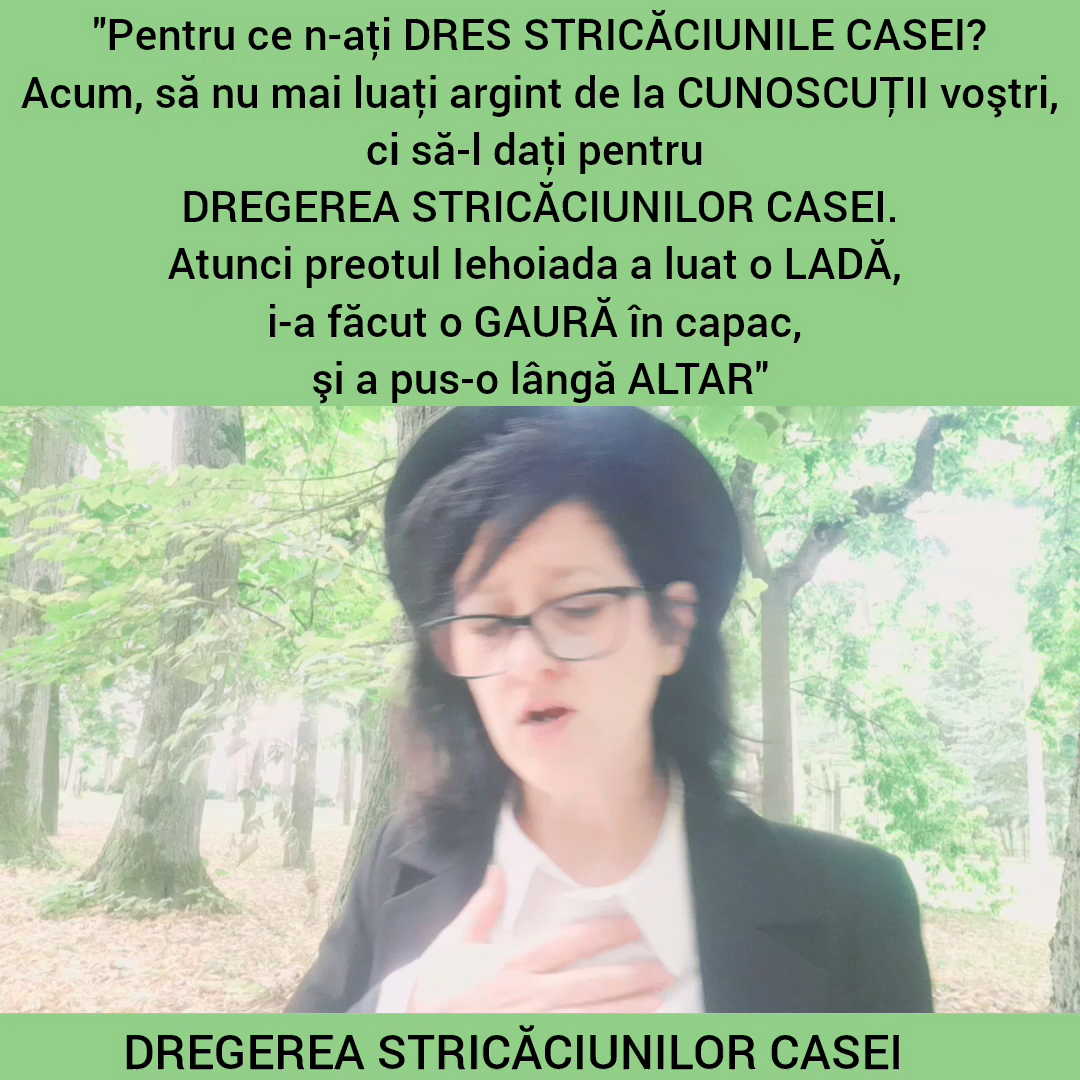 "Pentru ce n-ați DRES STRICĂCIUNILE CASEI?
Acum, să nu mai luați argint de la CUNOSCUȚII voştri,
ci să-l dați pentru
DREGEREA STRICĂCIUNILOR CASEI.
Atunci preotul Iehoiada a luat o LADĂ,
i-a făcut o GAURĂ în capac,
şi a pus-o lângă ALTAR"
DREGEREA STRICĂCIUNILOR CASEI